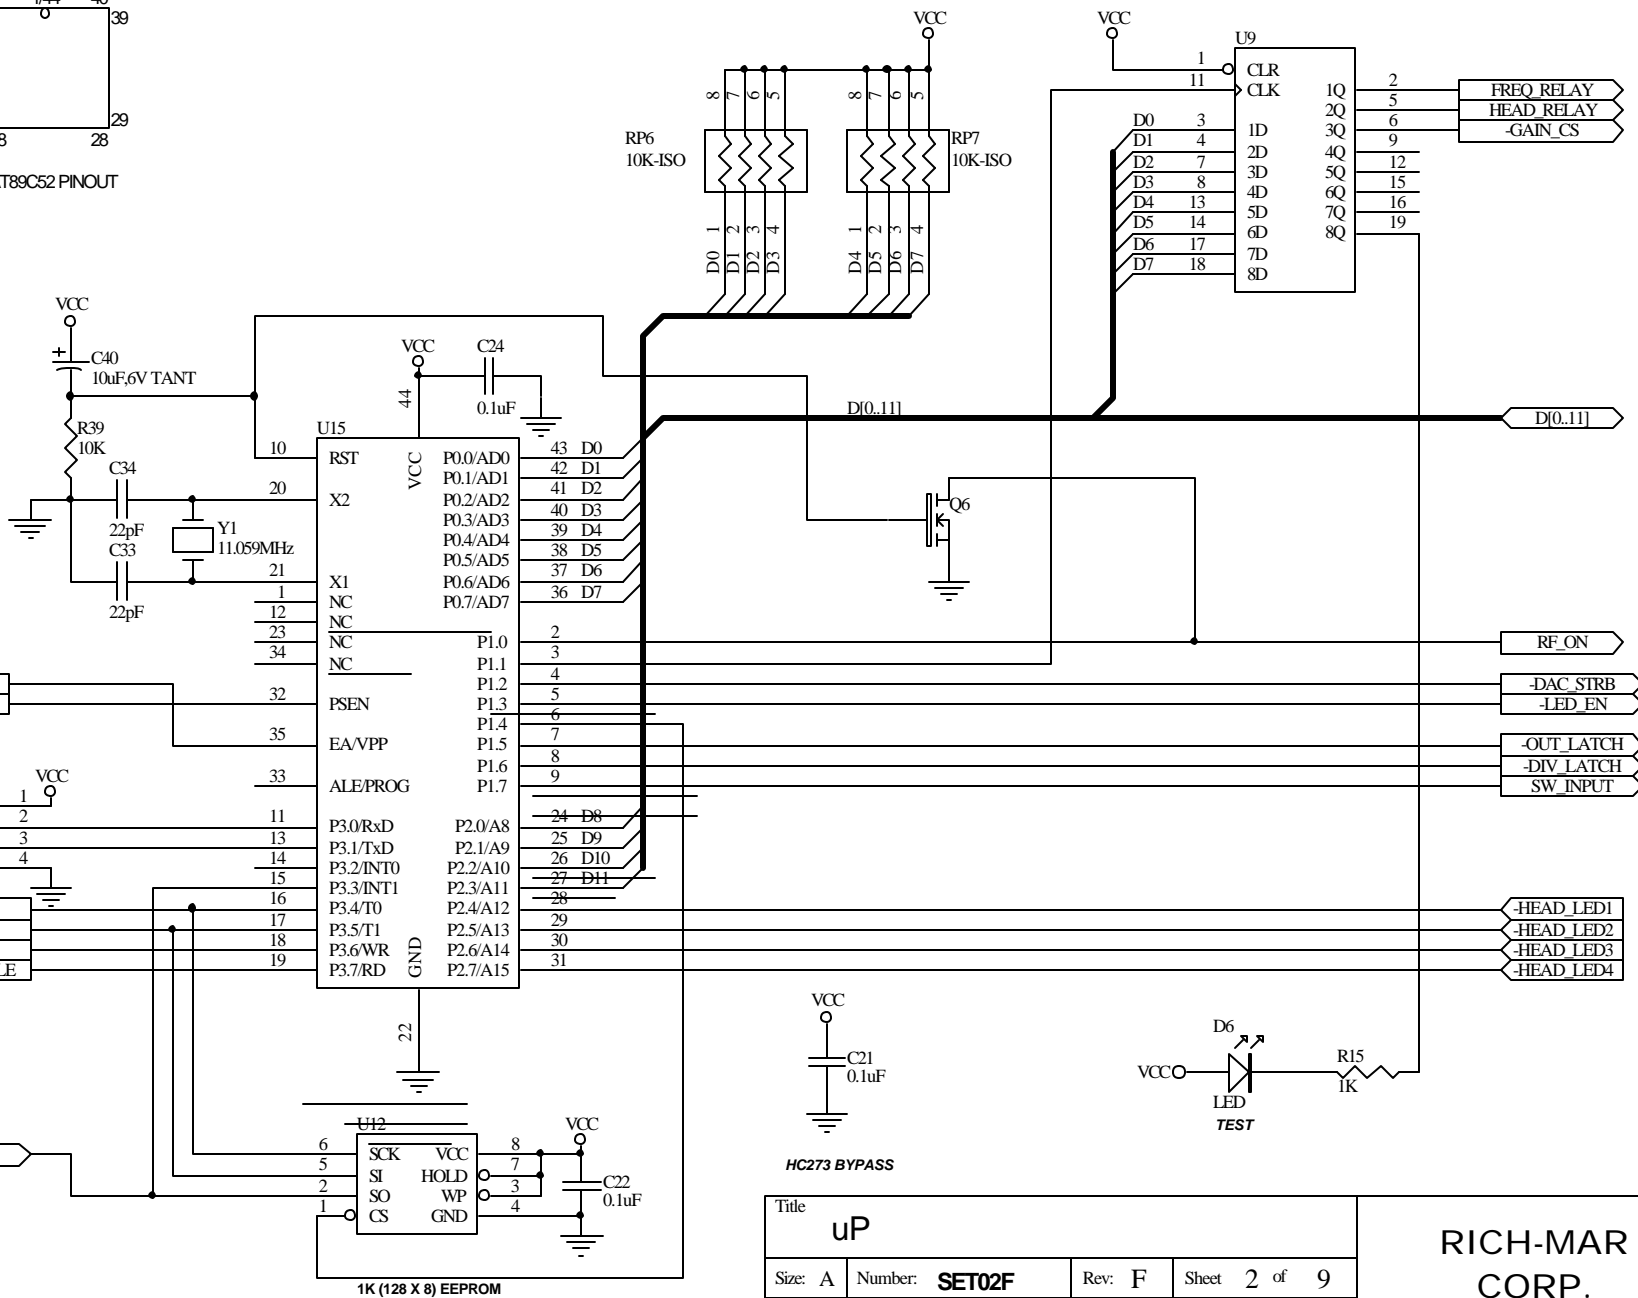 39
29
28
T89C52 PINOUT
VCC
VCC
U9
8 7 6 5
8 7 6 5
RP6
10K-ISO
RP7
10K-ISO
1 2 3 4
D0 D1 D2 D3
1 2 3 4
D4 D5 D6 D7
1 CLR
11 CLK
D0 3 1D
D1 4 2D
D2 7 3D
D3 8 4D
D4 13 5D
D5 14 6D
D6 17 7D
D7 18 8D
1Q 2 FREQ_RELAY
2Q 5 HEAD_RELAY
3Q 6 -GAIN_CS
4Q 9
5Q 12
6Q 15
7Q 16
8Q 19
VCC
C40
10uF,6V TANT
R39
10K
C34
22pF
C33
22pF
Y1
11.059MHz
VCC
C24
0.1uF
44
D[0..11]
D[0..11]
Q6
U15
VCC
10 RST
20 X2
21 X1
1 NC
12 NC
23 NC
34 NC
32 PSEN
35 EA/VPP
33 ALE/PROG
11 P3.0/RxD
13 P3.1/TxD
14 P3.2/INT0
15 P3.3/INT1
16 P3.4/T0
17 P3.5/T1
18 P3.6/WR
19 P3.7/RD
GND
22
P0.0/AD0 43 D0
P0.1/AD1 42 D1
P0.2/AD2 41 D2
P0.3/AD3 40 D3
P0.4/AD4 39 D4
P0.5/AD5 38 D5
P0.6/AD6 37 D6
P0.7/AD7 36 D7
P1.0 2 RF_ON
P1.1 3
P1.2 4 -DAC_STRB
P1.3 5 -LED_EN
P1.4 6
P1.5 7 -OUT_LATCH
P1.6 8 -DIV_LATCH
P1.7 9 SW_INPUT
P2.0/A8 24 D8
P2.1/A9 25 D9
P2.2/A10 26 D10
P2.3/A11 27 D11
P2.4/A12 28 -HEAD_LED1
P2.5/A13 29 -HEAD_LED2
P2.6/A14 30 -HEAD_LED3
P2.7/A15 31 -HEAD_LED4
VCC
1
2
3
4
LE
U12
6 SCK
5 SI
2 SO
1 CS
VCC 8
HOLD 7
WP 3
GND 4
VCC
C22
0.1uF
1K (128 X 8) EEPROM
VCC
C21
0.1uF
HC273 BYPASS
VCC
D6
LED
TEST
R15
1K
Title
uP
Size: A Number: SET02F Rev: F Sheet 2 of 9
RICH-MAR
CORP.